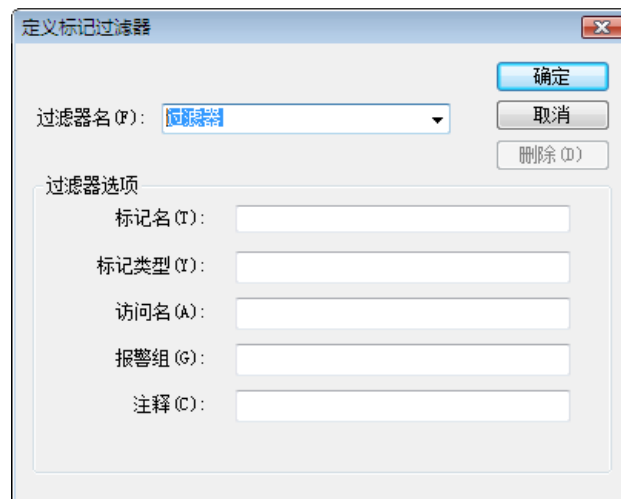 定义标记过滤器
确定
过滤器名(F): 过滤器
取消
删除(D)
过滤器选项
标记名(T):
标记类型(Y):
访问名(A):
报警组(G):
注释(C):